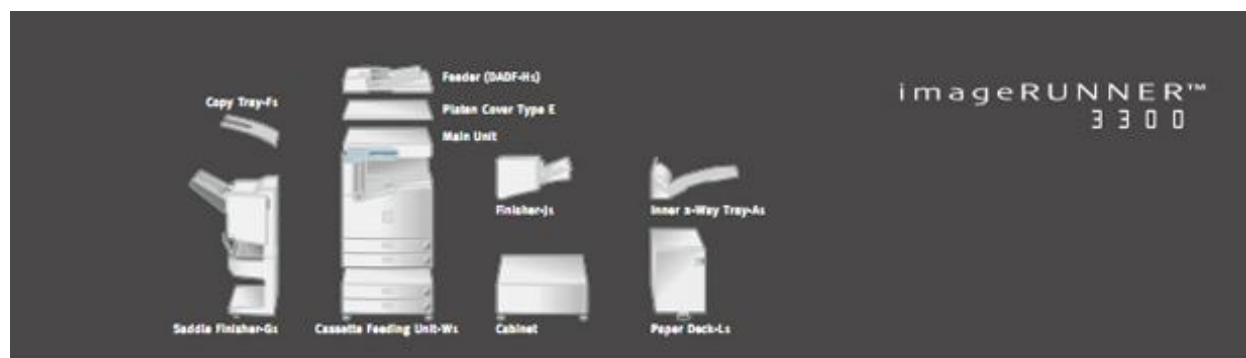 imageRUNNER™
3300
Feeder (DADF-H1)
Copy Tray-F1
Platen Cover Type E
Main Unit
Finisher-J1
Inner 2-Way Tray-A1
Saddle Finisher-G1
Cassette Feeding Unit-W1
Cabinet
Paper Deck-L1